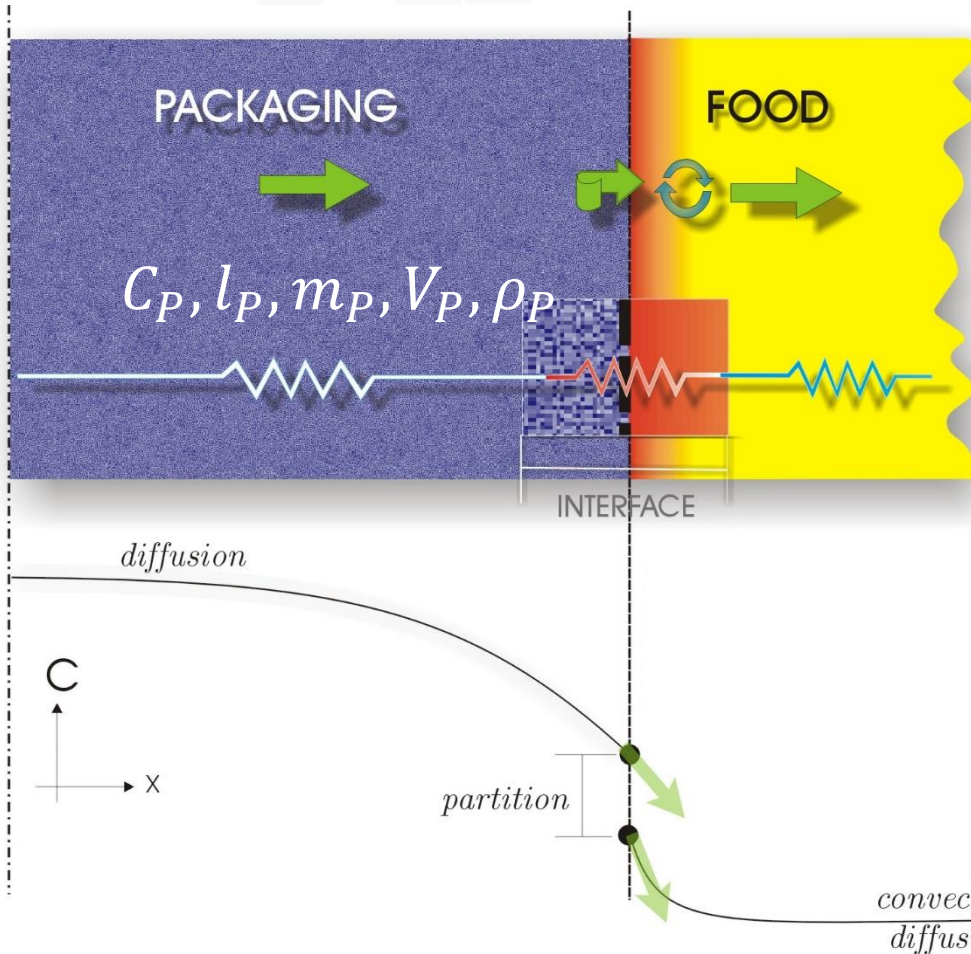 PACKAGING
FOOD
C_P, l_P, m_P, V_P, ρ_P
INTERFACE
diffusion
C
x
partition
convec
diffus